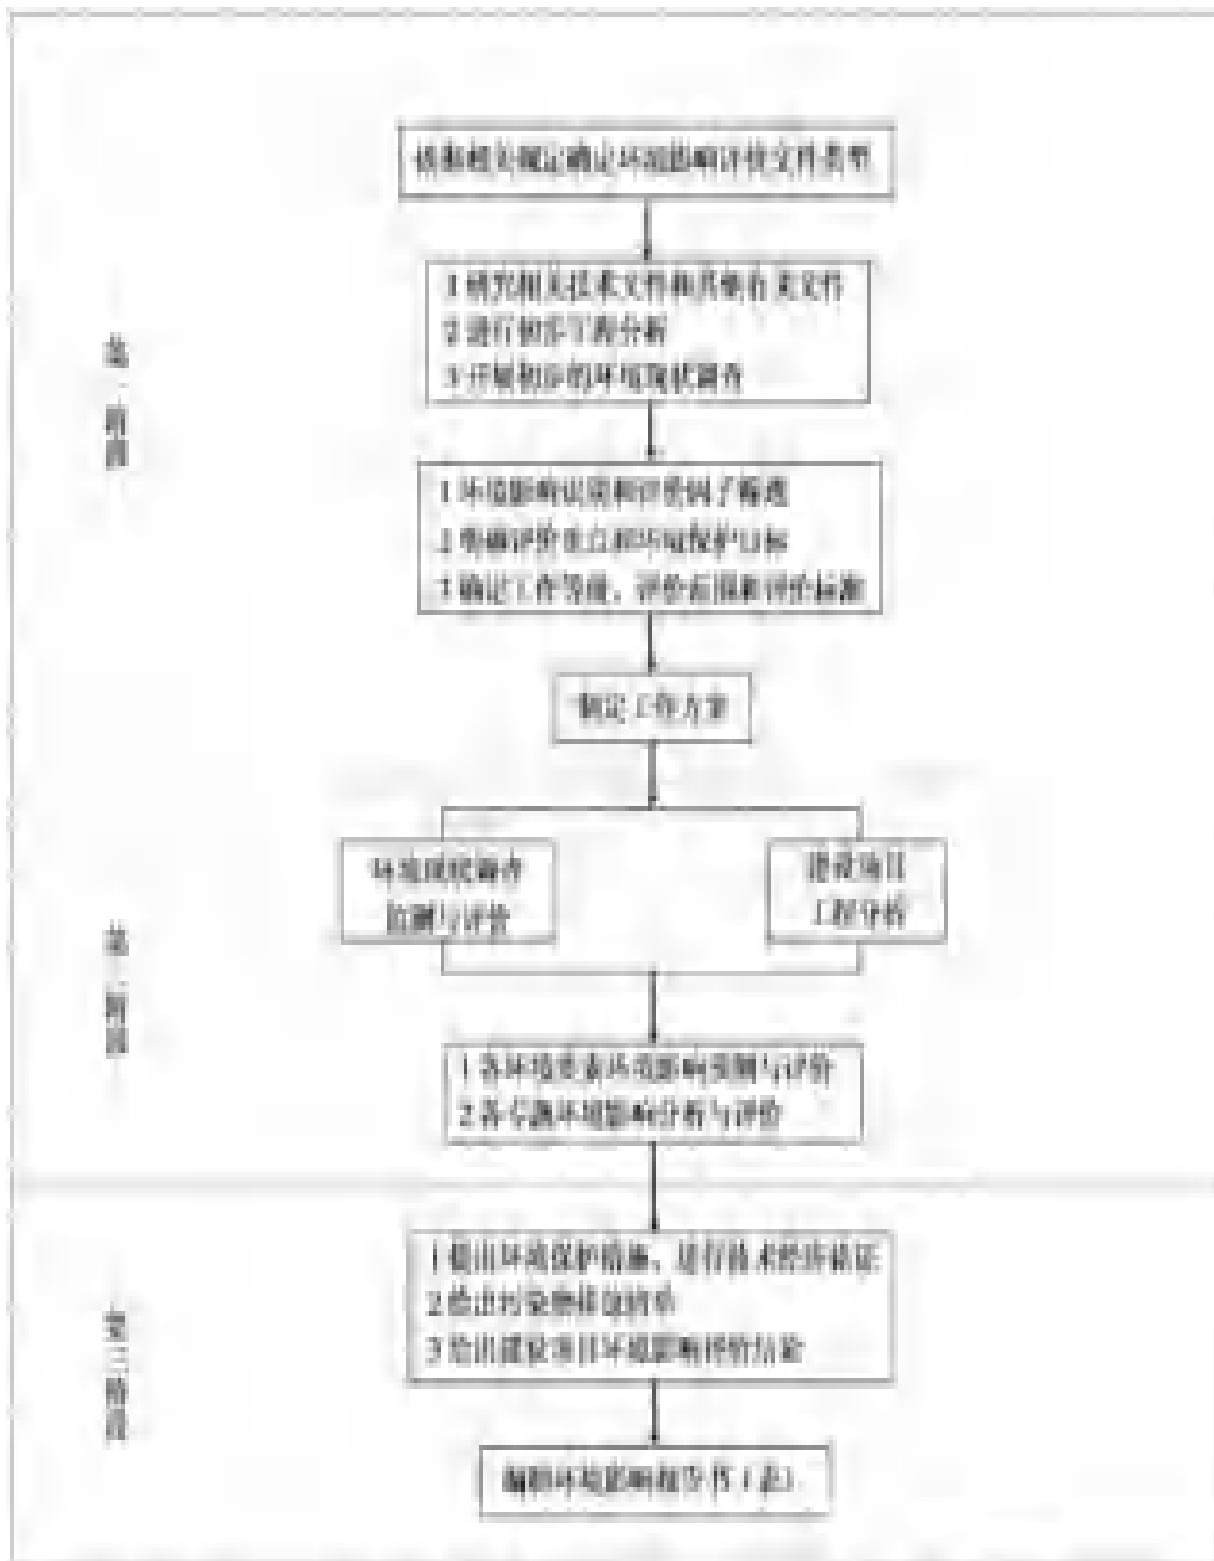 依据相关规定确定环境影响评价文件类型
1 研究相关技术文件和其他有关文件
2 进行初步工程分析
3 开展初步的环境现状调查
1 环境影响识别和评价因子筛选
2 明确评价重点和环境保护目标
3 确定工作等级、评价范围和评价标准
制定工作方案
环境现状调查
监测与评价
建设项目
工程分析
1 各环境要素环境影响预测与评价
2 各专题环境影响分析与评价
1 提出环境保护措施,进行技术经济论证
2 给出污染物排放清单
3 给出建设项目环境影响评价结论
编制环境影响报告书(表)
第一阶段
第二阶段
第三阶段